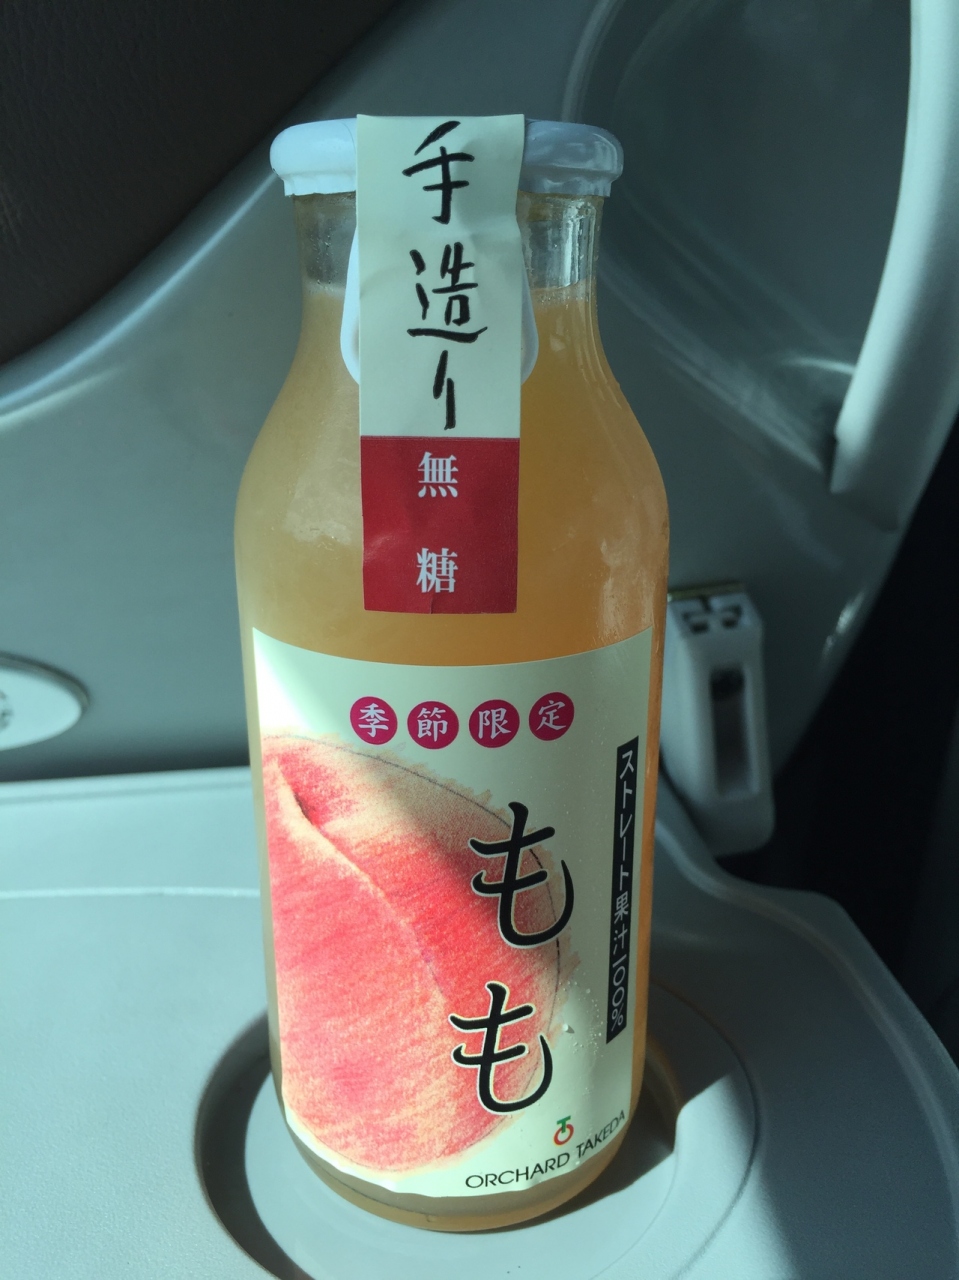 手造り
無糖
季節限定
もも
ストレート果汁100%
ORCHARD TAKEDA